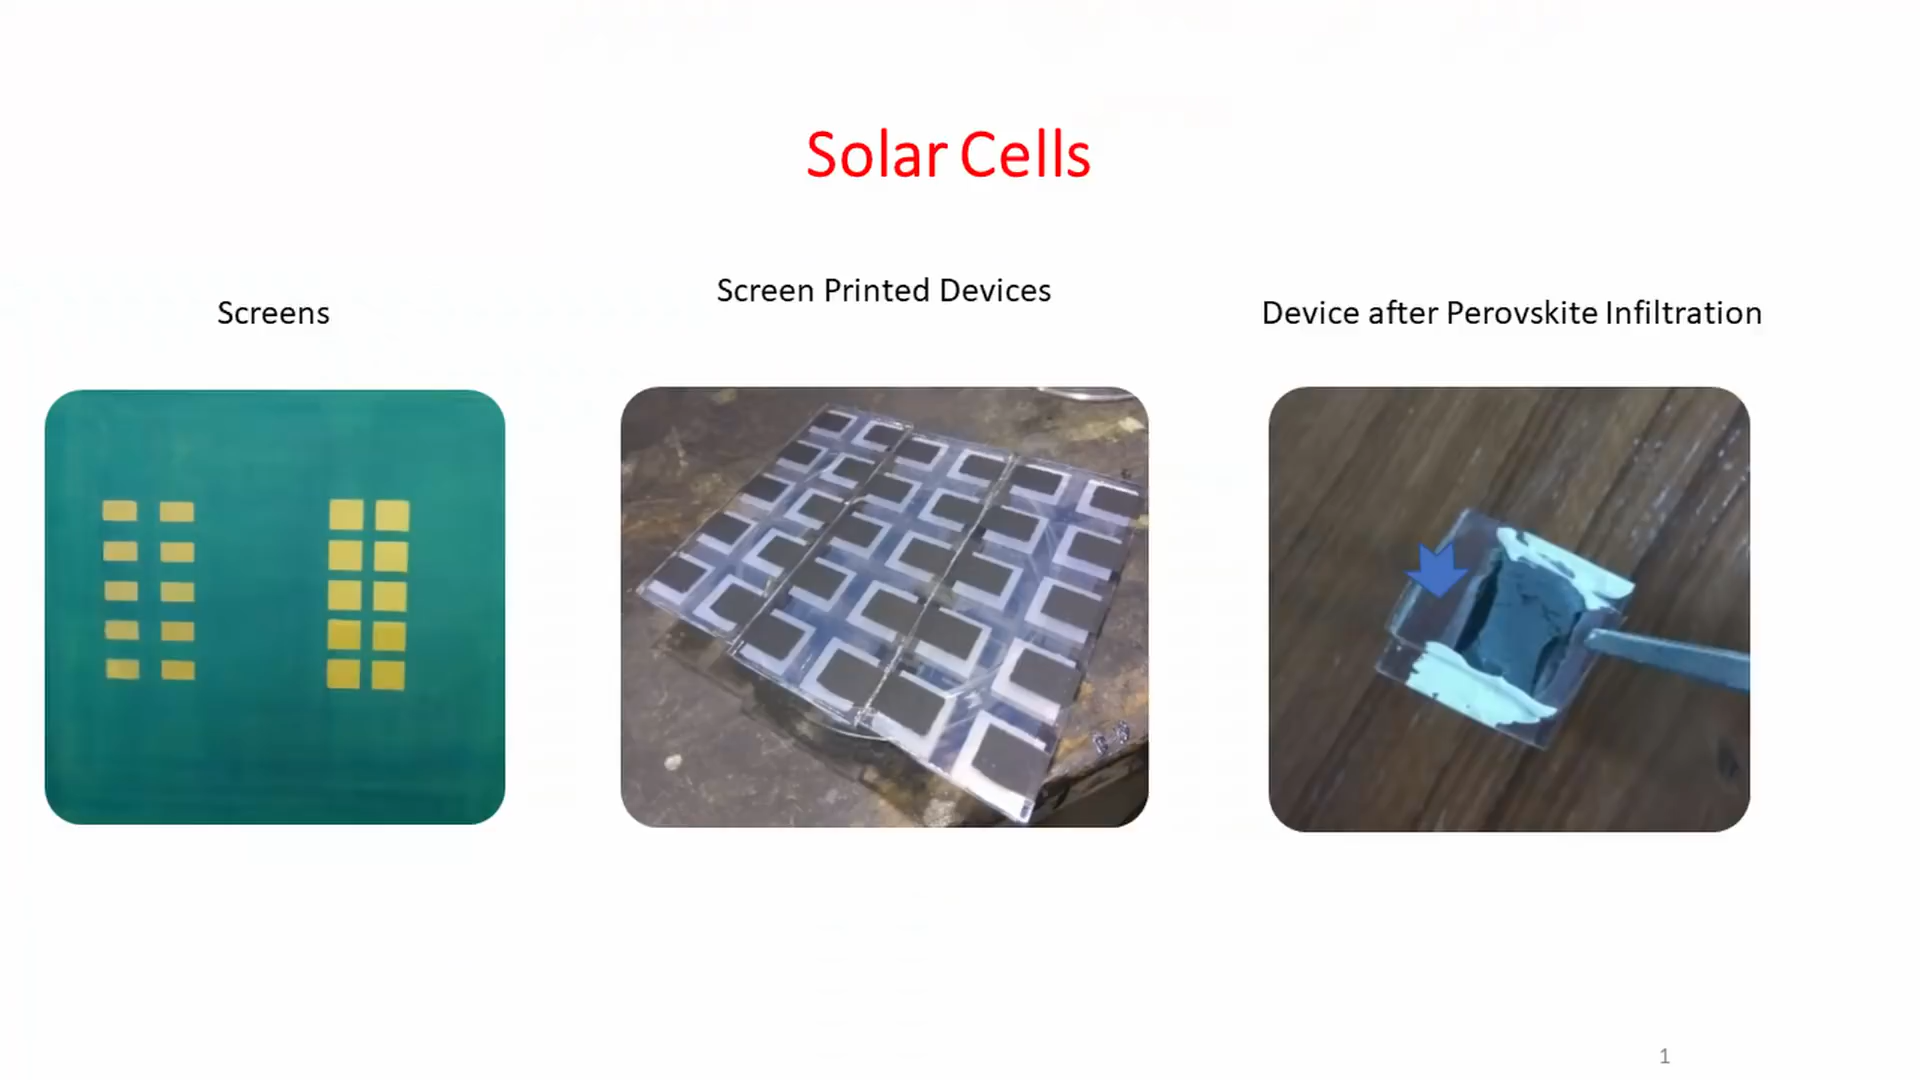 Solar Cells
Screens
Screen Printed Devices
Device after Perovskite Infiltration
1